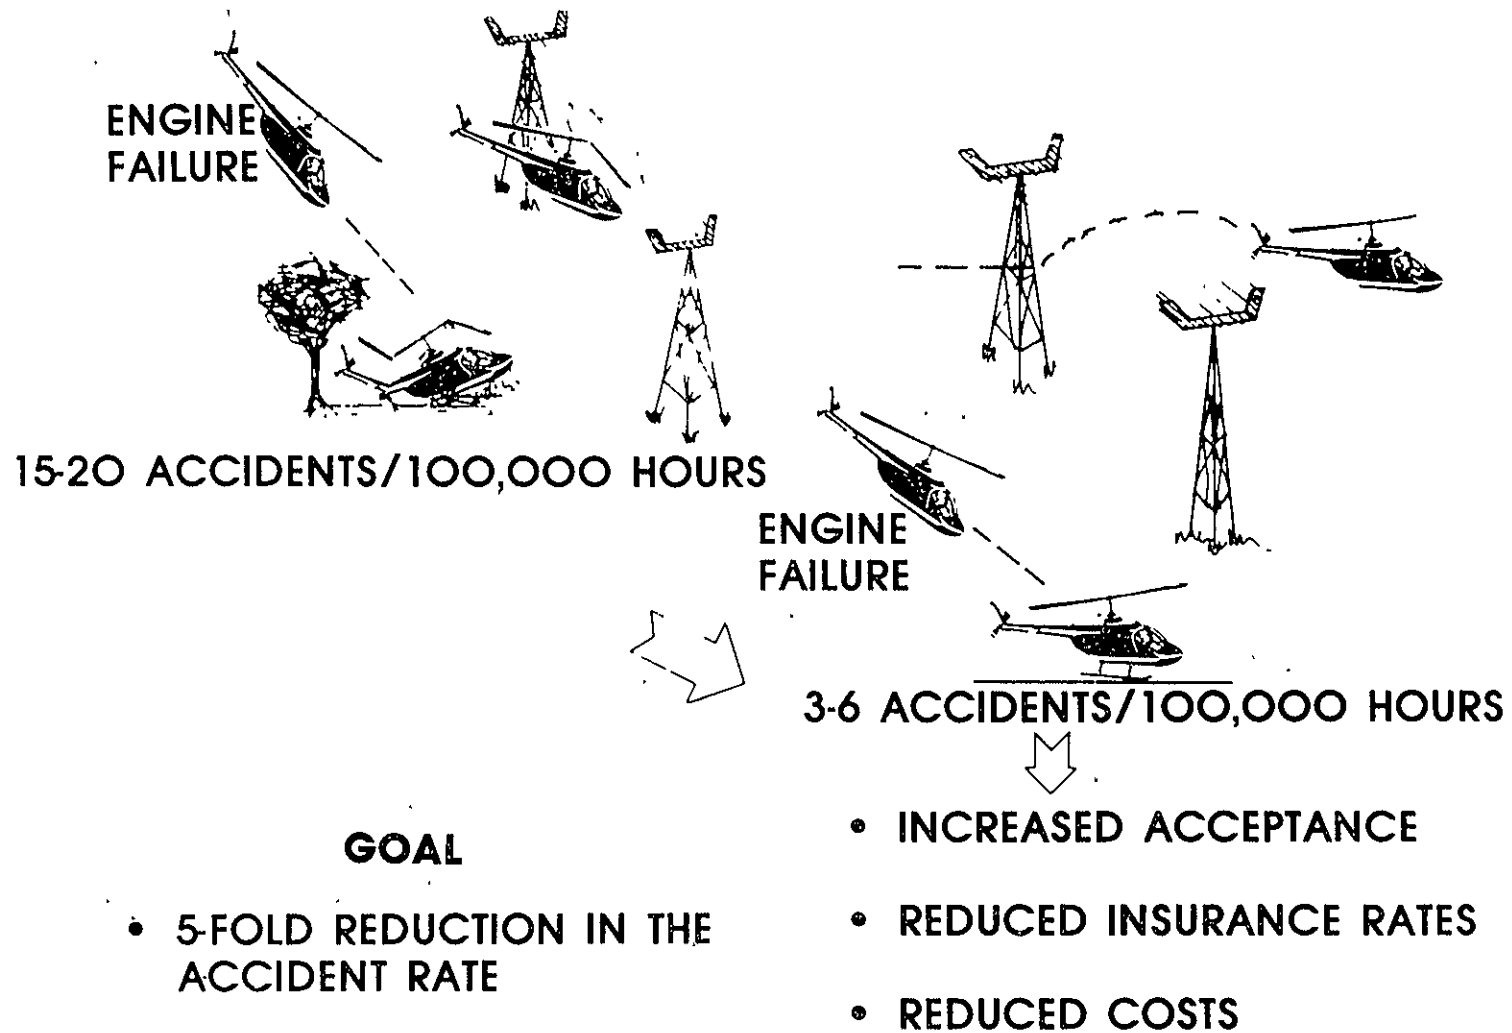 ENGINE
FAILURE
15-20 ACCIDENTS/100,000 HOURS
ENGINE
FAILURE
3-6 ACCIDENTS/100,000 HOURS
GOAL
• 5-FOLD REDUCTION IN THE
ACCIDENT RATE
• INCREASED ACCEPTANCE
• REDUCED INSURANCE RATES
• REDUCED COSTS